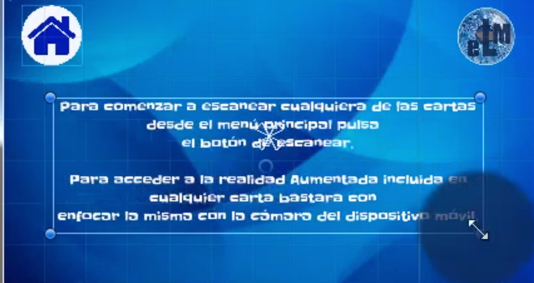 eLTM
Para comenzar a escanear cualquiera de las cartas
desde el menú principal pulsa
el botón de escanear.
Para acceder a la realidad Aumentada incluida en
cualquier carta bastara con
enfocar la misma con la cámara del dispositivo móvil.